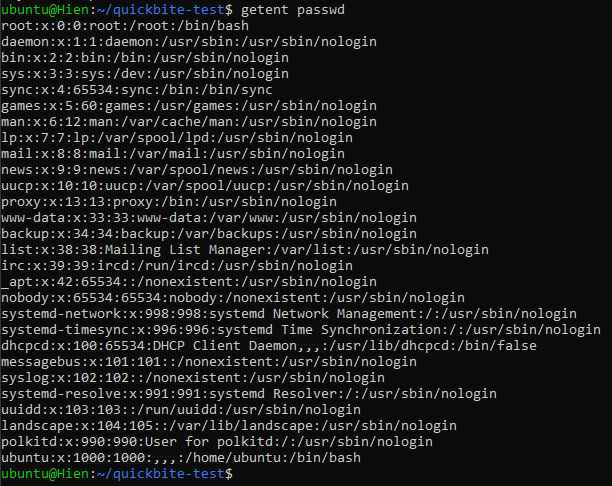 ubuntu@Hien:~/quickbite-test$ getent passwd
root:x:0:0:root:/root:/bin/bash
daemon:x:1:1:daemon:/usr/sbin:/usr/sbin/nologin
bin:x:2:2:bin:/bin:/usr/sbin/nologin
sys:x:3:3:sys:/dev:/usr/sbin/nologin
sync:x:4:65534:sync:/bin:/bin/sync
games:x:5:60:games:/usr/games:/usr/sbin/nologin
man:x:6:12:man:/var/cache/man:/usr/sbin/nologin
lp:x:7:7:lp:/var/spool/lpd:/usr/sbin/nologin
mail:x:8:8:mail:/var/mail:/usr/sbin/nologin
news:x:9:9:news:/var/spool/news:/usr/sbin/nologin
uucp:x:10:10:uucp:/var/spool/uucp:/usr/sbin/nologin
proxy:x:13:13:proxy:/bin:/usr/sbin/nologin
www-data:x:33:33:www-data:/var/www:/usr/sbin/nologin
backup:x:34:34:backup:/var/backups:/usr/sbin/nologin
list:x:38:38:Mailing List Manager:/var/list:/usr/sbin/nologin
irc:x:39:39:ircd:/run/ircd:/usr/sbin/nologin
_apt:x:42:65534::/nonexistent:/usr/sbin/nologin
nobody:x:65534:65534:nobody:/nonexistent:/usr/sbin/nologin
systemd-network:x:998:998:systemd Network Management:/:/usr/sbin/nologin
systemd-timesync:x:996:996:systemd Time Synchronization:/:/usr/sbin/nologin
dhcpcd:x:100:65534:DHCP Client Daemon,,,:/usr/lib/dhcpcd:/bin/false
messagebus:x:101:101::/nonexistent:/usr/sbin/nologin
syslog:x:102:102::/nonexistent:/usr/sbin/nologin
systemd-resolve:x:991:991:systemd Resolver:/:/usr/sbin/nologin
uuidd:x:103:103::/run/uuidd:/usr/sbin/nologin
landscape:x:104:105::/var/lib/landscape:/usr/sbin/nologin
polkitd:x:990:990:User for polkitd:/:/usr/sbin/nologin
ubuntu:x:1000:1000:,,,:/home/ubuntu:/bin/bash
ubuntu@Hien:~/quickbite-test$